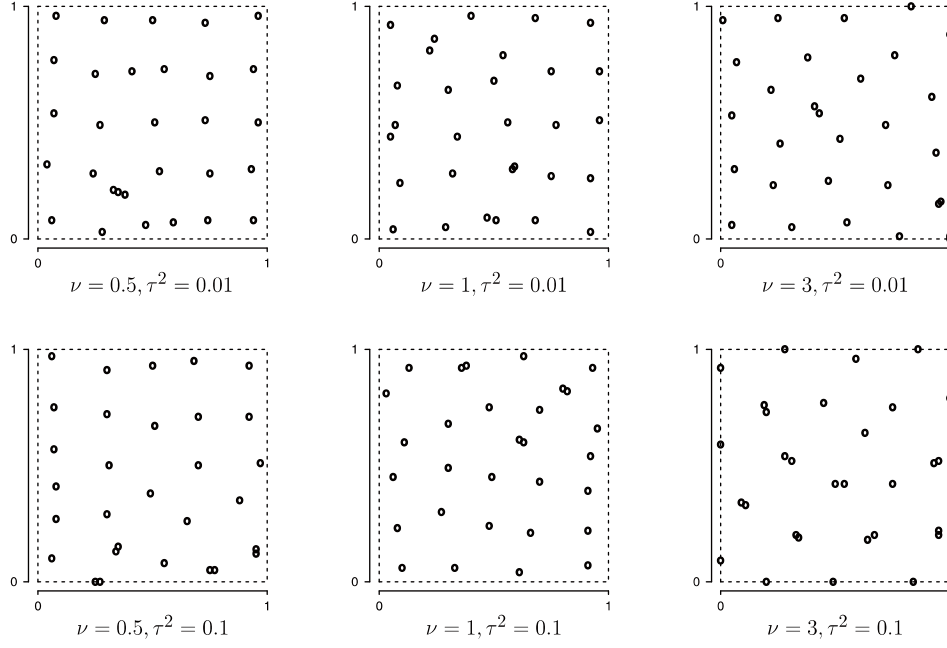 1 1 1
0 0 0
0 1 0 1 0
ν = 0.5, τ² = 0.01 ν = 1, τ² = 0.01 ν = 3, τ² = 0.01
1 1 1
0 0 0
0 1 0 1 0
ν = 0.5, τ² = 0.1 ν = 1, τ² = 0.1 ν = 3, τ² = 0.1